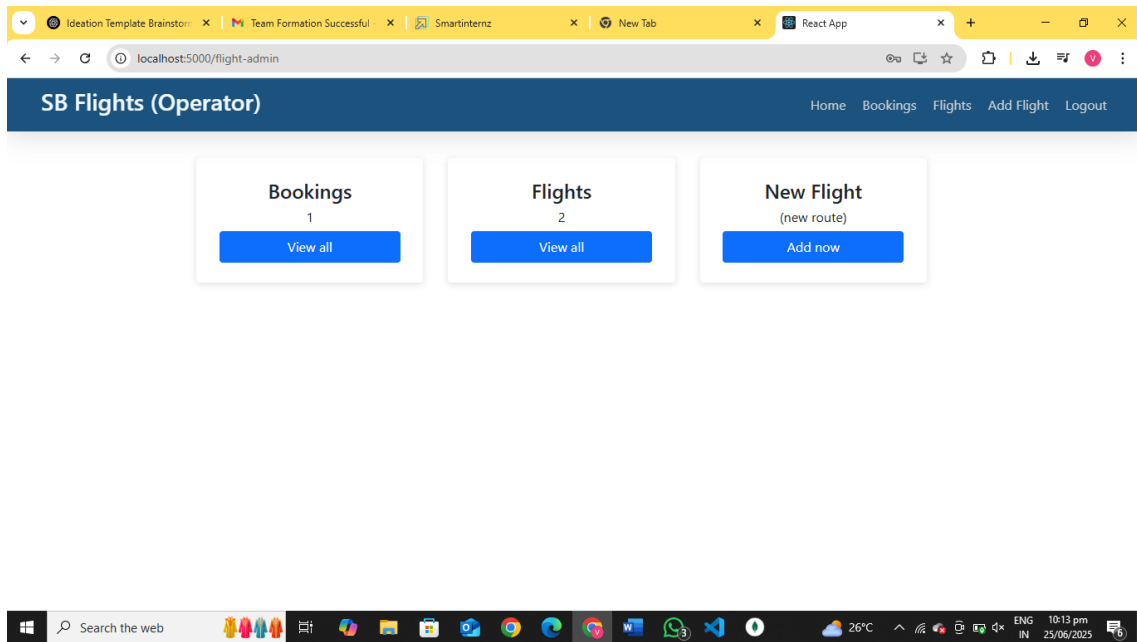 Ideation Template Brainstorm
Team Formation Successful -
Smartinternz
New Tab
React App
localhost:5000/flight-admin
V
SB Flights (Operator)
Home Bookings Flights Add Flight Logout
Bookings
1
View all
Flights
2
View all
New Flight
(new route)
Add now
Search the web
3
26°C
ENG
IN
10:13 pm
25/06/2025
6